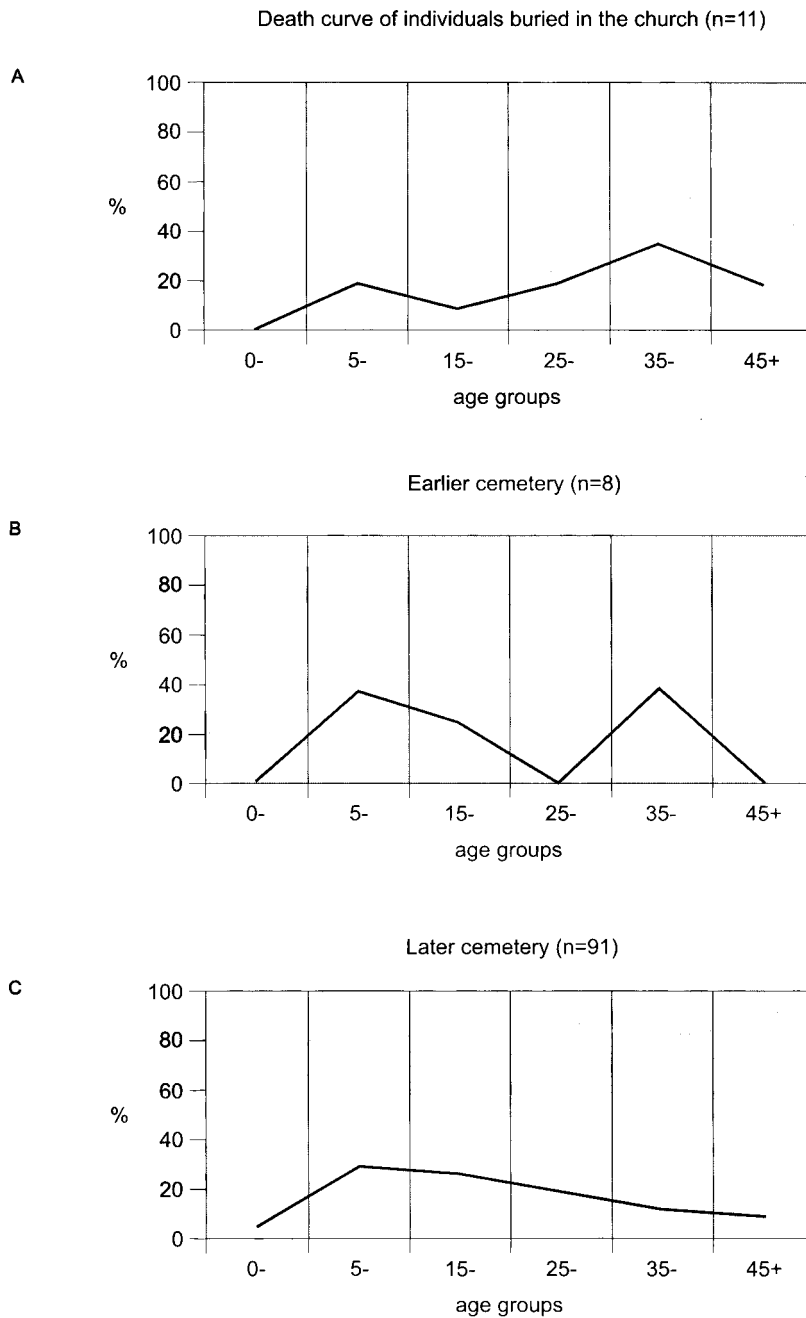 Death curve of individuals buried in the church (n=11)
A
100
80
60
%
40
20
0
0- 5- 15- 25- 35- 45+
age groups
Earlier cemetery (n=8)
B
100
80
60
%
40
20
0
0- 5- 15- 25- 35- 45+
age groups
Later cemetery (n=91)
C
100
80
60
%
40
20
0
0- 5- 15- 25- 35- 45+
age groups